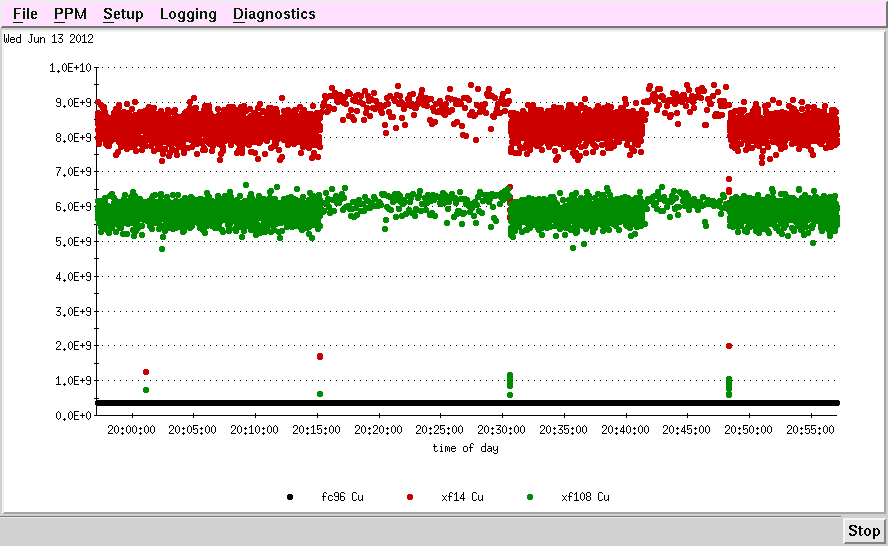 File PPM Setup Logging Diagnostics
Wed Jun 13 2012
1.0E+10
9.0E+9
8.0E+9
7.0E+9
6.0E+9
5.0E+9
4.0E+9
3.0E+9
2.0E+9
1.0E+9
0.0E+0
20:00:00 20:05:00 20:10:00 20:15:00 20:20:00 20:25:00 20:30:00 20:35:00 20:40:00 20:45:00 20:50:00 20:55:00
time of day
fc96 Cu xf14 Cu xf108 Cu
Stop